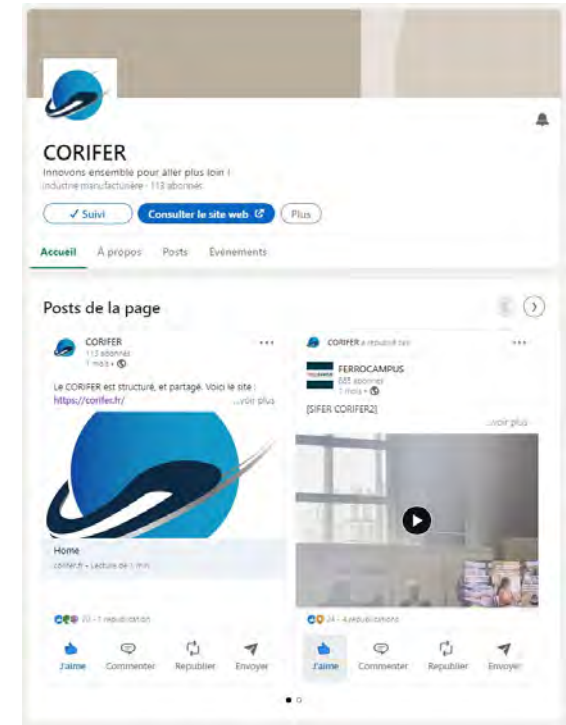 CORIFER
Innovons ensemble pour aller plus loin !
Industrie manufacturière · 113 abonnés
✓ Suivi
Consulter le site web
Plus
Accueil
À propos
Posts
Événements
Posts de la page
CORIFER
113 abonnés
1 mois •
Le CORIFER est structuré, et partagé. Voici le site :
https://corifer.fr/
...voir plus
Home
corifer.fr • Lecture de 1 min
1 republication
J'aime
Commenter
Republier
Envoyer
CORIFER a republié ceci
FERROCAMPUS
abonnés
1 mois •
[SIFER CORIFER2]
...voir plus
24 · 4 republications
J'aime
Commenter
Republier
Envoyer